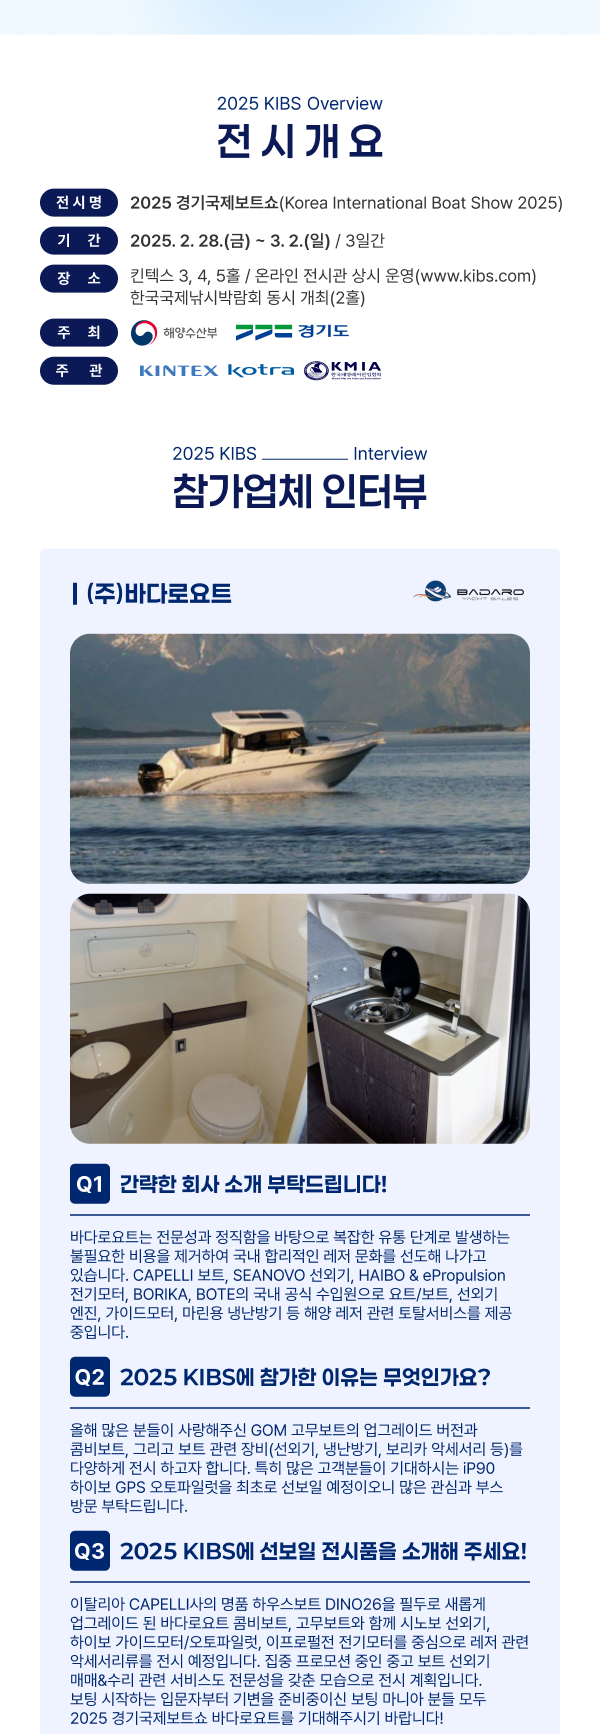 2025 KIBS Overview
전시개요
전시명 2025 경기국제보트쇼(Korea International Boat Show 2025)
기 간 2025. 2. 28.(금) ~ 3. 2.(일) / 3일간
장 소 킨텍스 3, 4, 5홀 / 온라인 전시관 상시 운영(www.kibs.com)
한국국제낚시박람회 동시 개최(2홀)
주 최 해양수산부 경기도
주 관 KINTEX kotra KMIA
2025 KIBS Interview
참가업체 인터뷰
(주)바다로요트
BADARO
YACHT SALES
Q1 간략한 회사 소개 부탁드립니다!
바다로요트는 전문성과 정직함을 바탕으로 복잡한 유통 단계로 발생하는
불필요한 비용을 제거하여 국내 합리적인 레저 문화를 선도해 나가고
있습니다. CAPELLI 보트, SEANOVO 선외기, HAIBO & ePropulsion
전기모터, BORIKA, BOTE의 국내 공식 수입원으로 요트/보트, 선외기
엔진, 가이드모터, 마린용 냉난방기 등 해양 레저 관련 토탈서비스를 제공
중입니다.
Q2 2025 KIBS에 참가한 이유는 무엇인가요?
올해 많은 분들이 사랑해주신 GOM 고무보트의 업그레이드 버전과
콤비보트, 그리고 보트 관련 장비(선외기, 냉난방기, 보리카 악세서리 등)를
다양하게 전시 하고자 합니다. 특히 많은 고객분들이 기대하시는 iP90
하이보 GPS 오토파일럿을 최초로 선보일 예정이오니 많은 관심과 부스
방문 부탁드립니다.
Q3 2025 KIBS에 선보일 전시품을 소개해 주세요!
이탈리아 CAPELLI사의 명품 하우스보트 DINO26을 필두로 새롭게
업그레이드 된 바다로요트 콤비보트, 고무보트와 함께 시노보 선외기,
하이보 가이드모터/오토파일럿, 이프로펄전 전기모터를 중심으로 레저 관련
악세서리류를 전시 예정입니다. 집중 프로모션 중인 중고 보트 선외기
매매&수리 관련 서비스도 전문성을 갖춘 모습으로 전시 계획입니다.
보팅 시작하는 입문자부터 기변을 준비중이신 보팅 마니아 분들 모두
2025 경기국제보트쇼 바다로요트를 기대해주시기 바랍니다!